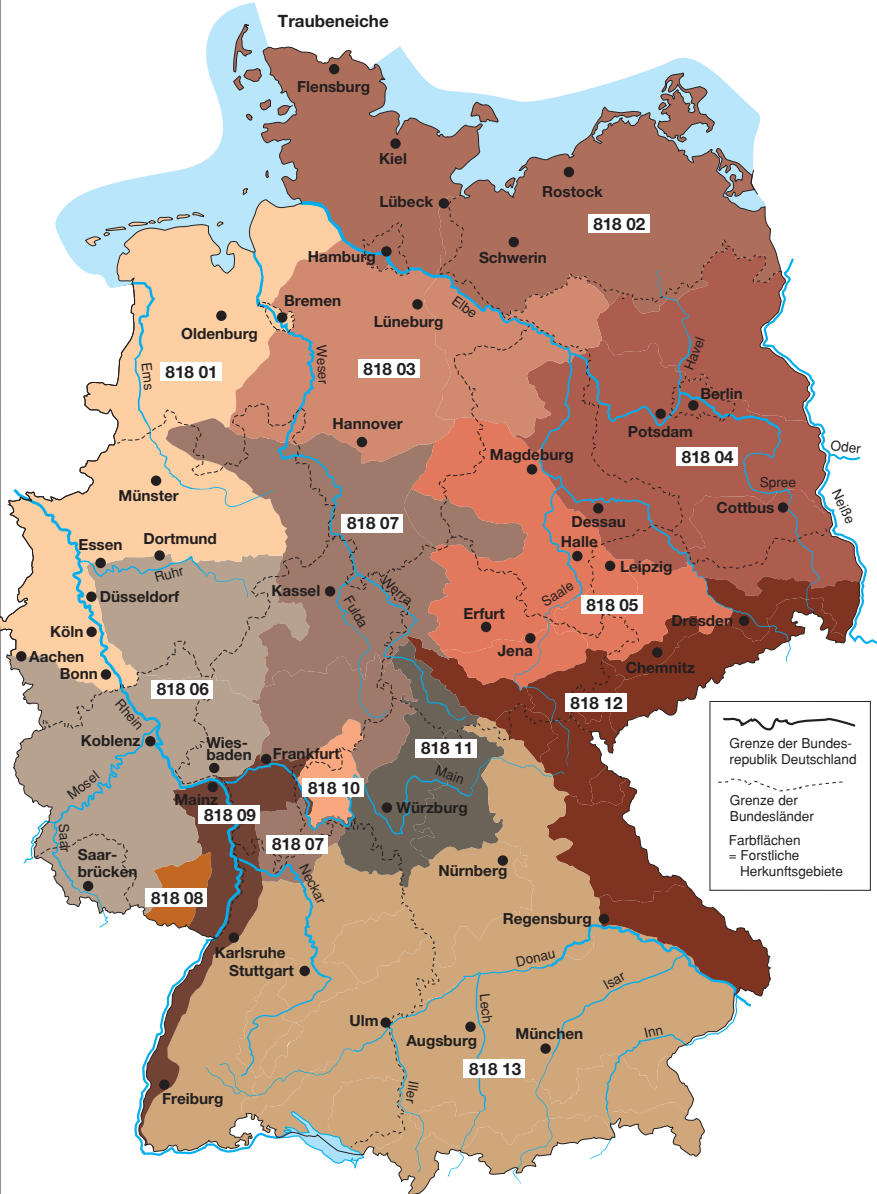 Traubeneiche
Flensburg
Kiel
Lübeck
Rostock
818 02
Hamburg
Schwerin
Elbe
Bremen
Lüneburg
Oldenburg
818 01
Ems
Weser
818 03
Havel
Berlin
Potsdam
Hannover
Magdeburg
818 04
Oder
Spree
Neiße
Münster
Cottbus
818 07
Dessau
Essen
Dortmund
Halle
Ruhr
Leipzig
Düsseldorf
Kassel
Werra
Fulda
Saale
818 05
Erfurt
Köln
Jena
Dresden
Aachen
Chemnitz
Bonn
818 06
818 12
Rhein
Koblenz
Wies-
baden
Frankfurt
818 11
Main
Mosel
Mainz
818 10
Würzburg
818 09
Saar
818 07
Saar-
brücken
Nürnberg
818 08
Neckar
Regensburg
Karlsruhe
Stuttgart
Donau
Isar
Lech
Ulm
Augsburg
München
Inn
818 13
Iller
Freiburg
Grenze der Bundes-
republik Deutschland
Grenze der
Bundesländer
Farbflächen
= Forstliche
Herkunftsgebiete